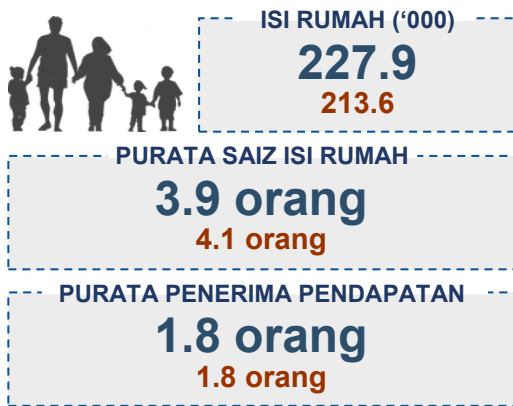 ISI RUMAH (‘000)
227.9
213.6
PURATA SAIZ ISI RUMAH
3.9 orang
4.1 orang
PURATA PENERIMA PENDAPATAN
1.8 orang
1.8 orang